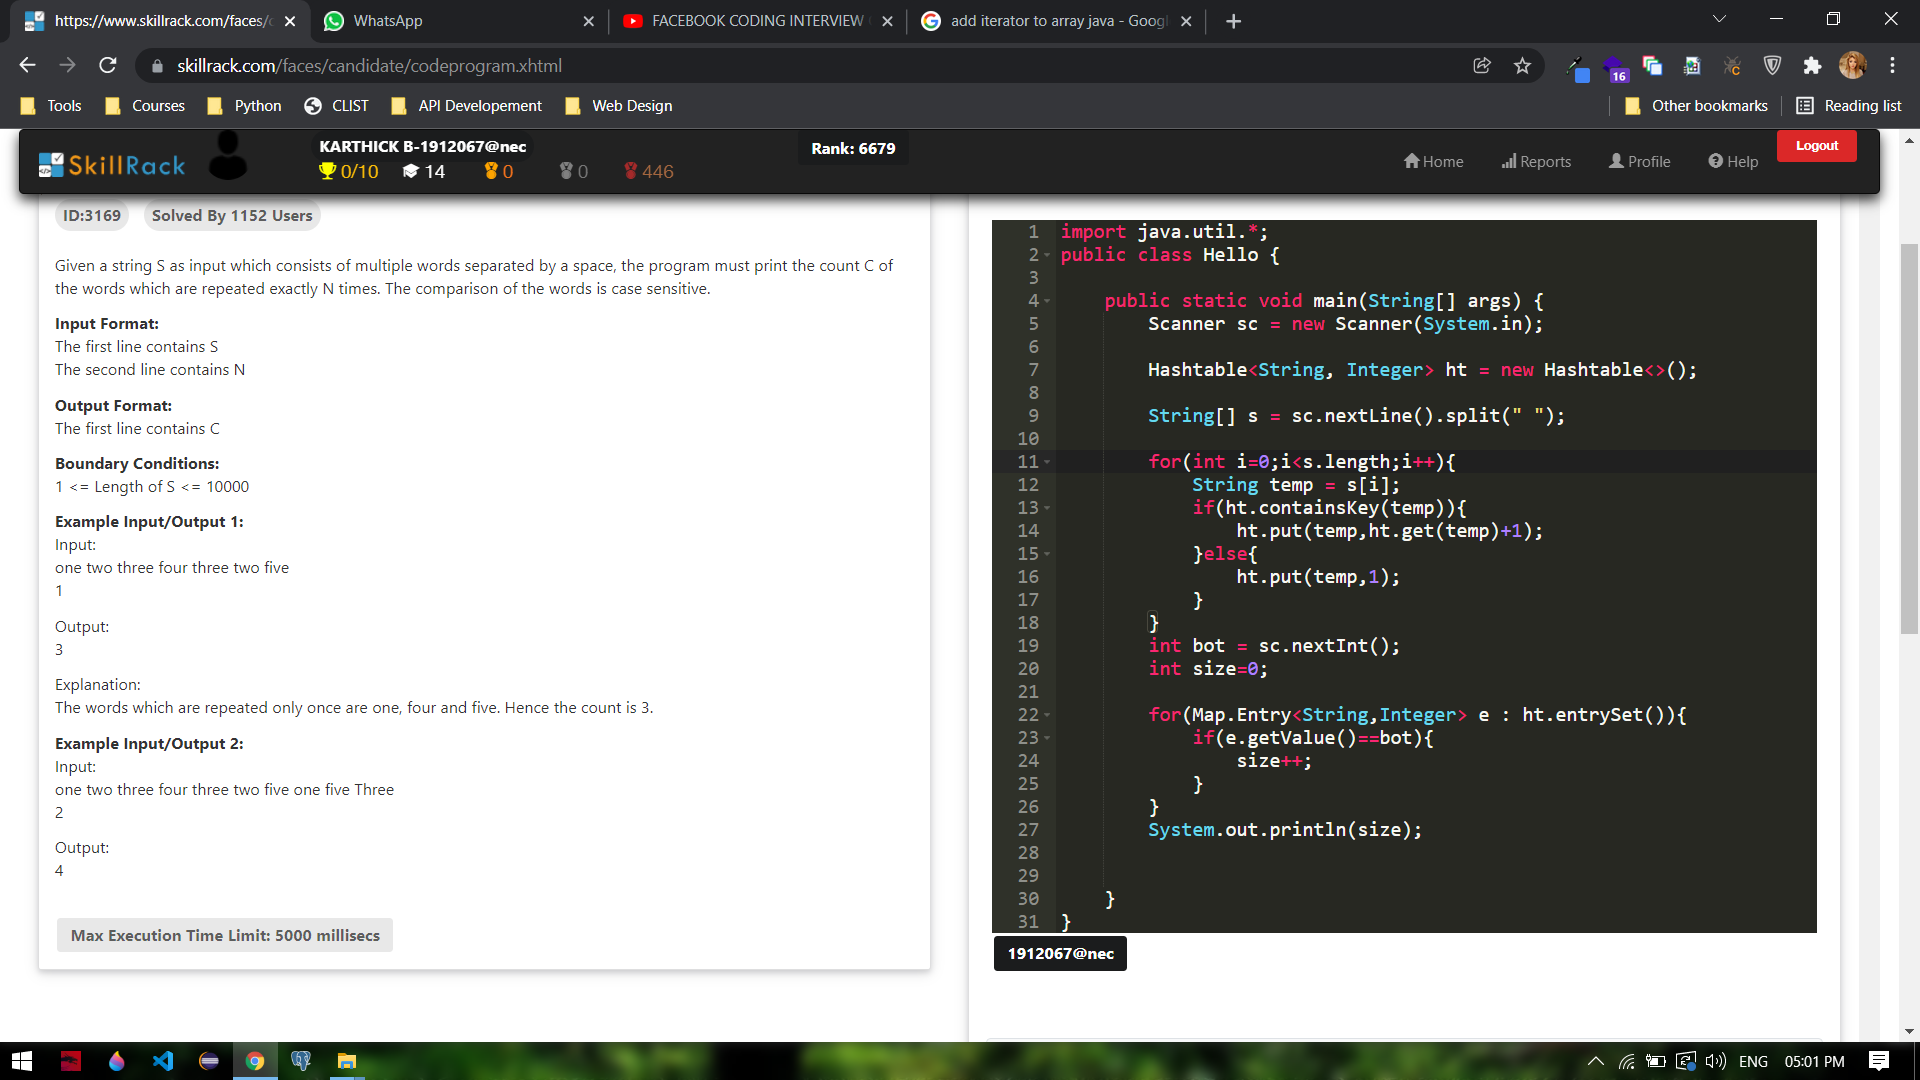 https://www.skillrack.com/faces/c
WhatsApp
FACEBOOK CODING INTERVIEW
add iterator to array java - Goog
skillrack.com/faces/candidate/codeprogram.xhtml
16
Tools
Courses
Python
CLIST
API Developement
Web Design
Other bookmarks
Reading list
SkillRack
KARTHICK B-1912067@nec
0/10 14 0 0 446
Rank: 6679
Home
Reports
Profile
Help
Logout
ID:3169
Solved By 1152 Users
Given a string S as input which consists of multiple words separated by a space, the program must print the count C of
the words which are repeated exactly N times. The comparison of the words is case sensitive.
Input Format:
The first line contains S
The second line contains N
Output Format:
The first line contains C
Boundary Conditions:
1 <= Length of S <= 10000
Example Input/Output 1:
Input:
one two three four three two five
1
Output:
3
Explanation:
The words which are repeated only once are one, four and five. Hence the count is 3.
Example Input/Output 2:
Input:
one two three four three two five one five Three
2
Output:
4
Max Execution Time Limit: 5000 millisecs
1 import java.util.*;
2 public class Hello {
3
4     public static void main(String[] args) {
5         Scanner sc = new Scanner(System.in);
6
7         Hashtable<String, Integer> ht = new Hashtable<>();
8
9         String[] s = sc.nextLine().split(" ");
10
11         for(int i=0;i<s.length;i++){
12             String temp = s[i];
13             if(ht.containsKey(temp)){
14                 ht.put(temp,ht.get(temp)+1);
15             }else{
16                 ht.put(temp,1);
17             }
18         }
19         int bot = sc.nextInt();
20         int size=0;
21
22         for(Map.Entry<String,Integer> e : ht.entrySet()){
23             if(e.getValue()==bot){
24                 size++;
25             }
26         }
27         System.out.println(size);
28
29
30     }
31 }
1912067@nec
ENG
05:01 PM